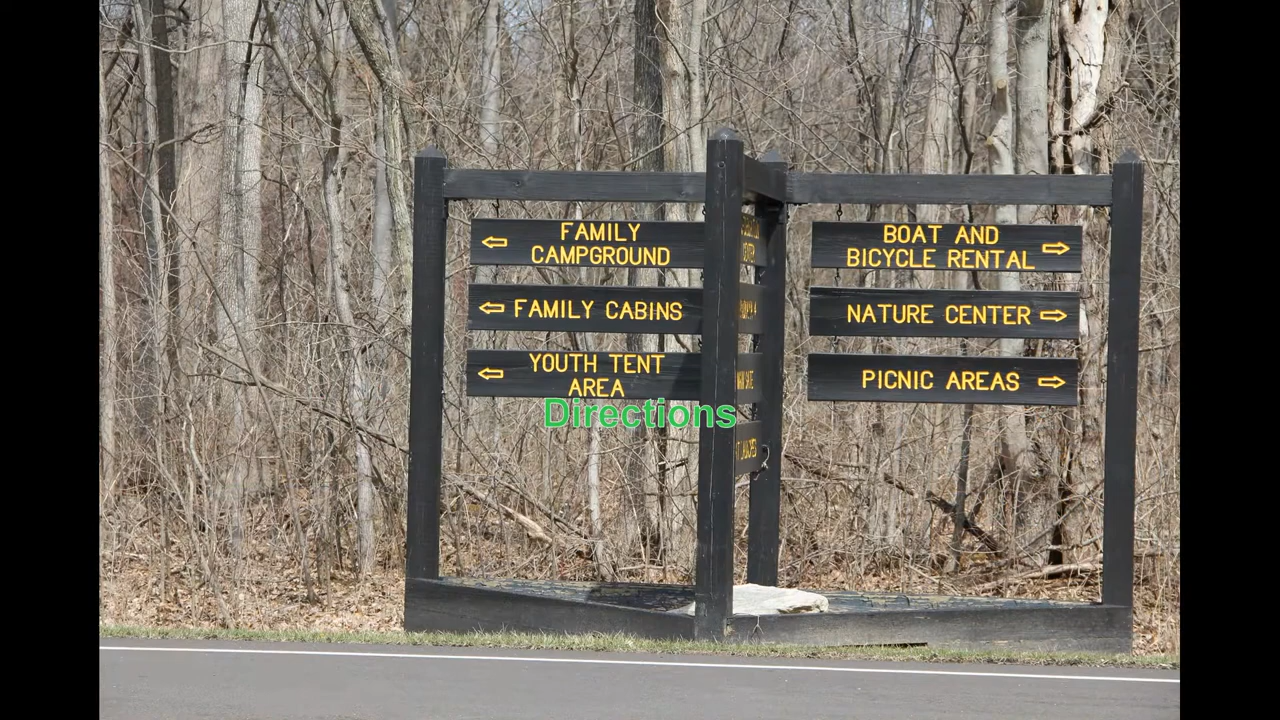 FAMILY
CAMPGROUND
FAMILY CABINS
YOUTH TENT
AREA
BOAT AND
BICYCLE RENTAL
NATURE CENTER
PICNIC AREAS
Directions